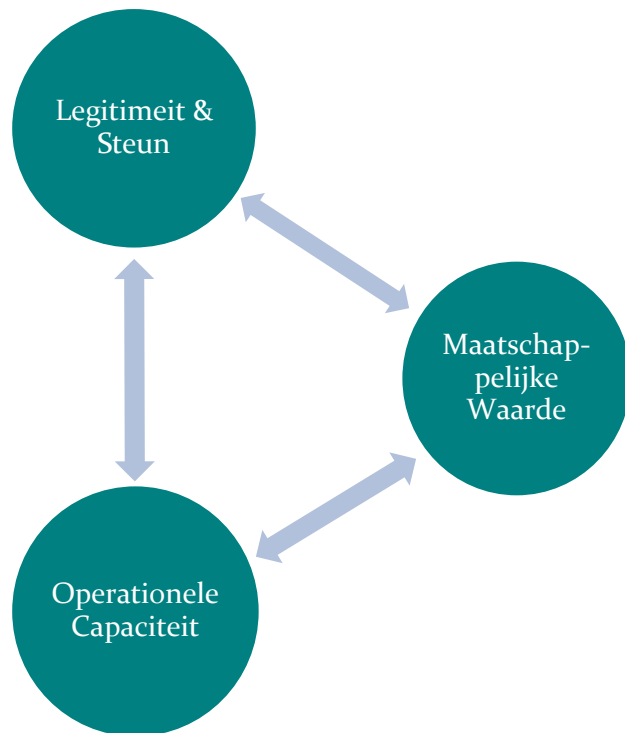 Legitimeit &
Steun
Maatschap-
pelijke
Waarde
Operationele
Capaciteit